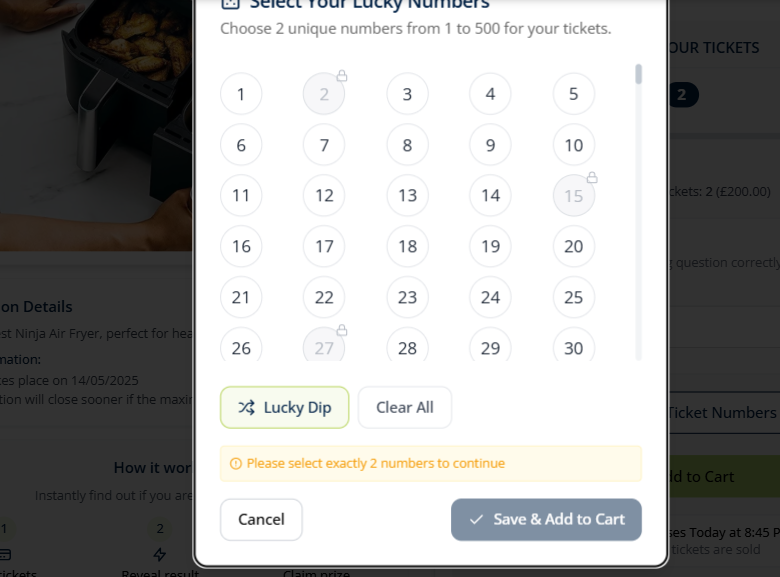 Select Your Lucky Numbers
Choose 2 unique numbers from 1 to 500 for your tickets.
1 2 3 4 5
6 7 8 9 10
11 12 13 14 15
16 17 18 19 20
21 22 23 24 25
26 27 28 29 30
Lucky Dip Clear All
Please select exactly 2 numbers to continue
Cancel Save & Add to Cart
on Details
st Ninja Air Fryer, perfect for hea
mation:
es place on 14/05/2025
tion will close sooner if the maxi
How it wor
Instantly find out if you are
1 2
tickets Reveal result Claim prize
OUR TICKETS
2
ckets: 2 (£200.00)
question correctly
Ticket Numbers
dd to Cart
ses Today at 8:45 P
tickets are sold